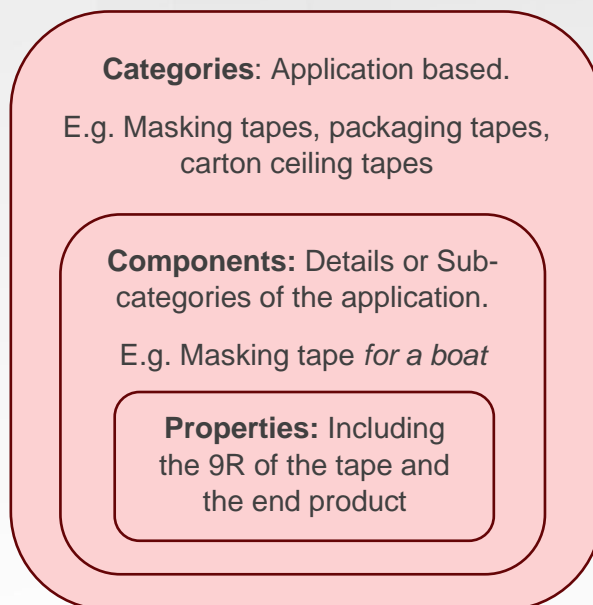 Categories: Application based.
E.g. Masking tapes, packaging tapes,
carton ceiling tapes
Components: Details or Sub-
categories of the application.
E.g. Masking tape for a boat
Properties: Including
the 9R of the tape and
the end product